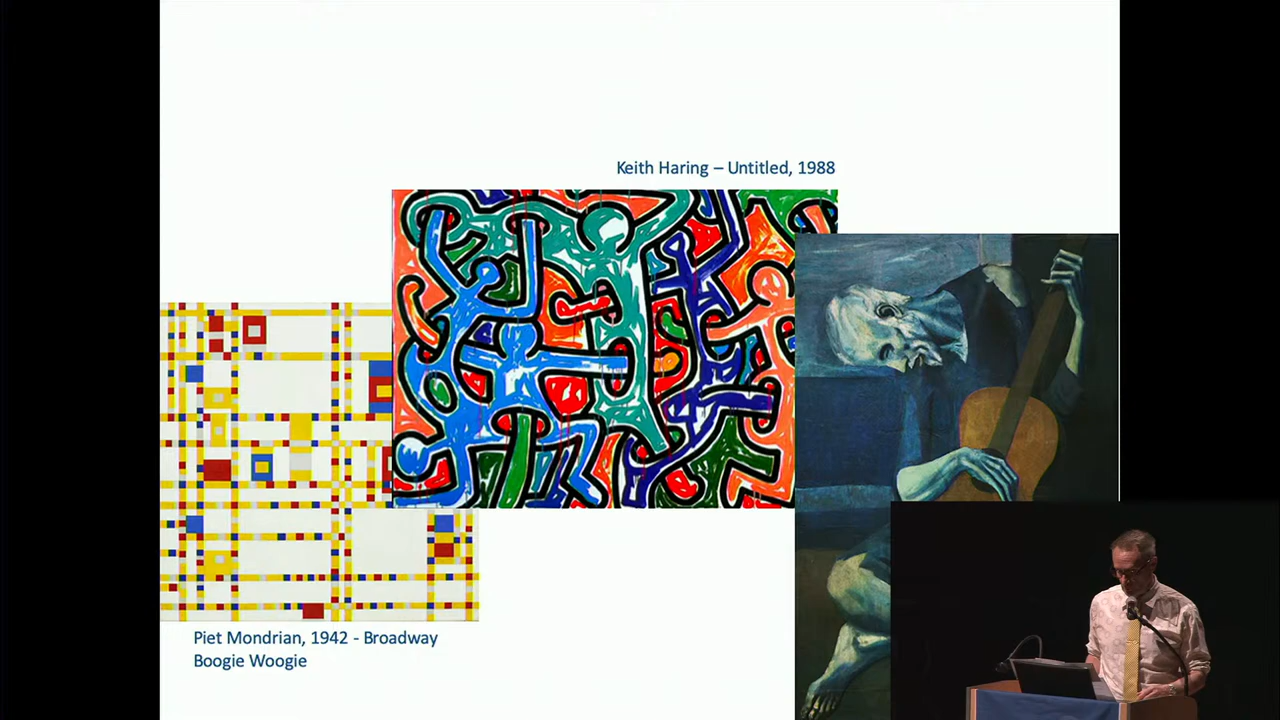 Keith Haring – Untitled, 1988
Piet Mondrian, 1942 - Broadway
Boogie Woogie